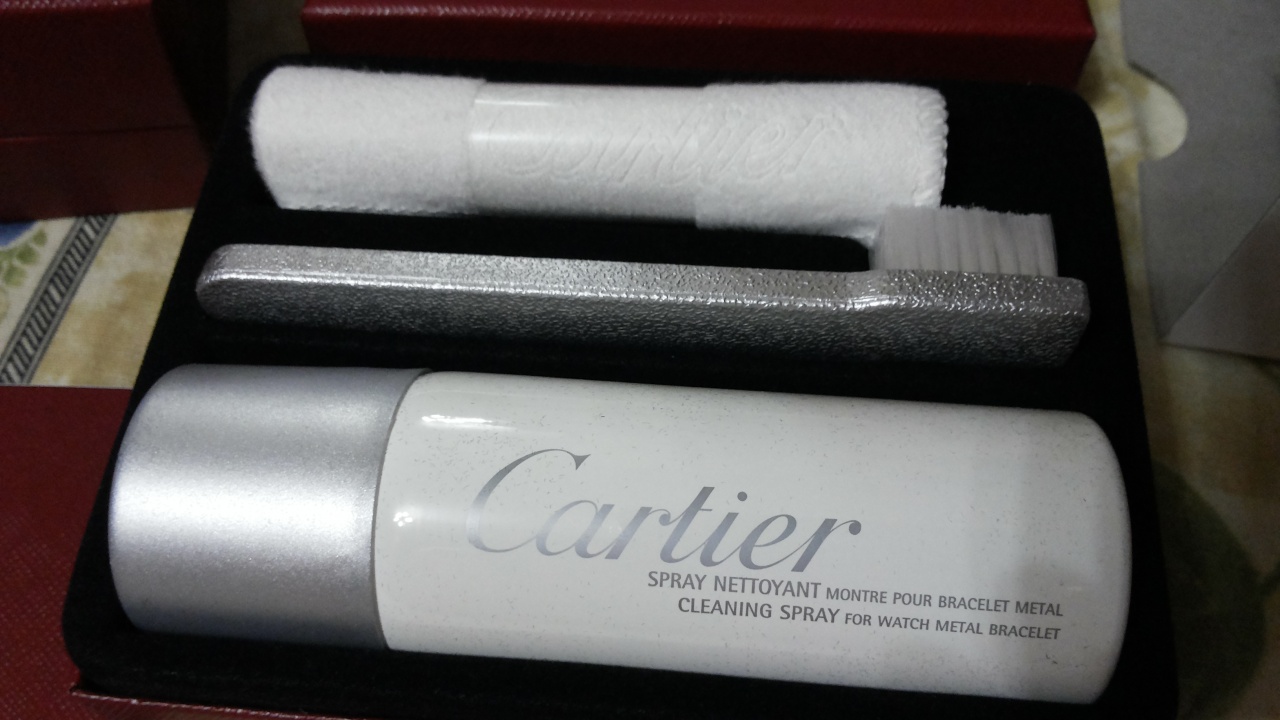 Cartier
Cartier
SPRAY NETTOYANT MONTRE POUR BRACELET METAL
CLEANING SPRAY FOR WATCH METAL BRACELET